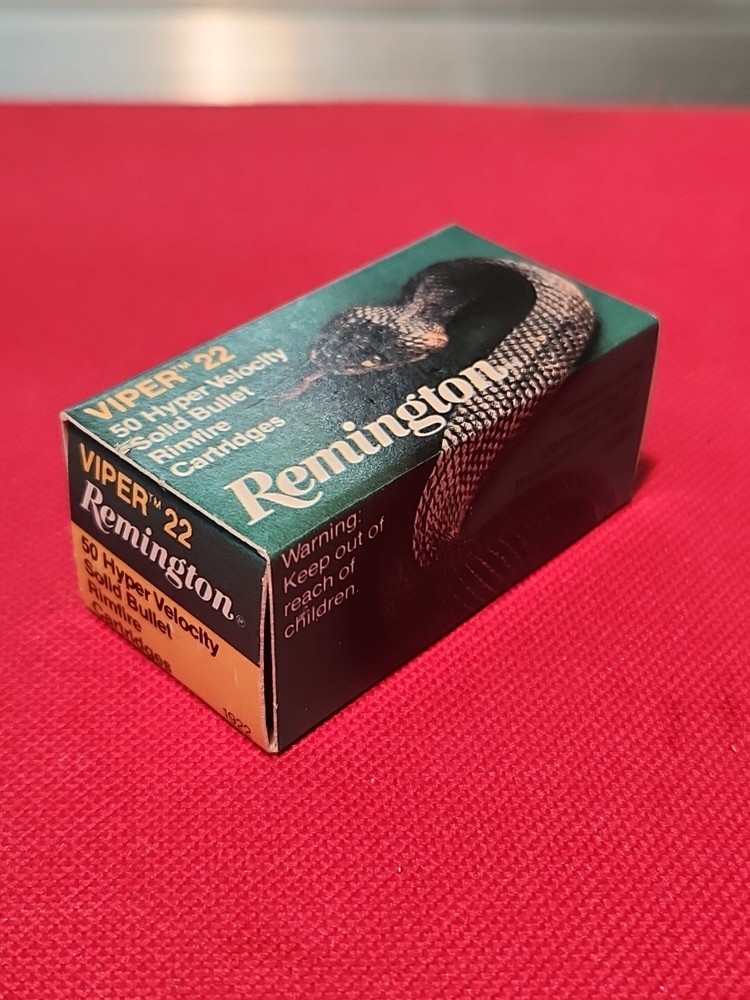 VIPER™ 22
50 Hyper Velocity
Solid Bullet
Rimfire
Cartridges
Remington
VIPER™ 22
Remington®
50 Hyper Velocity
Solid Bullet
Rimfire
Cartridges
1922
Warning:
Keep out of
reach of
children.